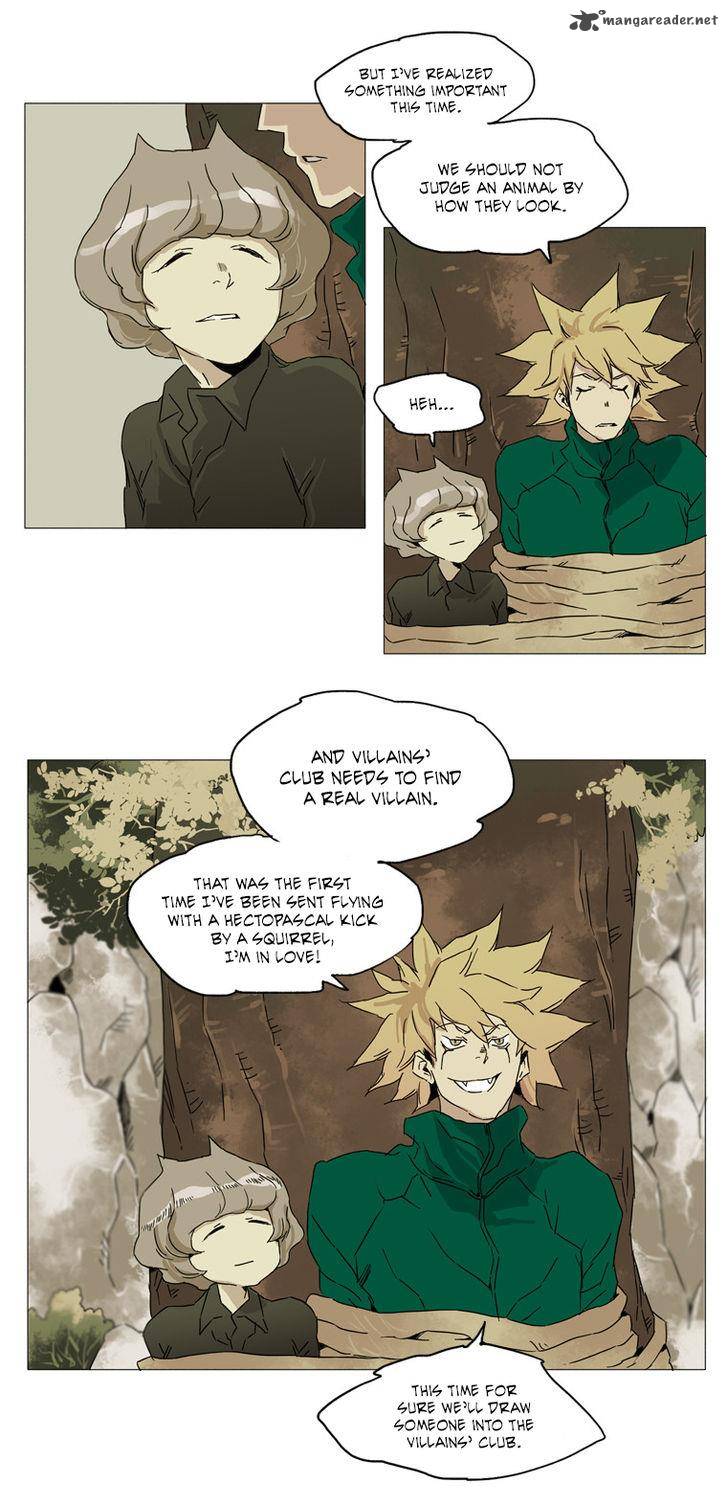 mangareader.net
BUT I'VE REALIZED
SOMETHING IMPORTANT
THIS TIME.
WE SHOULD NOT
JUDGE AN ANIMAL BY
HOW THEY LOOK.
HEH...
AND VILLAINS'
CLUB NEEDS TO FIND
A REAL VILLAIN.
THAT WAS THE FIRST
TIME I'VE BEEN SENT FLYING
WITH A HECTOPASCAL KICK
BY A SQUIRREL,
I'M IN LOVE!
THIS TIME FOR
SURE WE'LL DRAW
SOMEONE INTO THE
VILLAINS' CLUB.